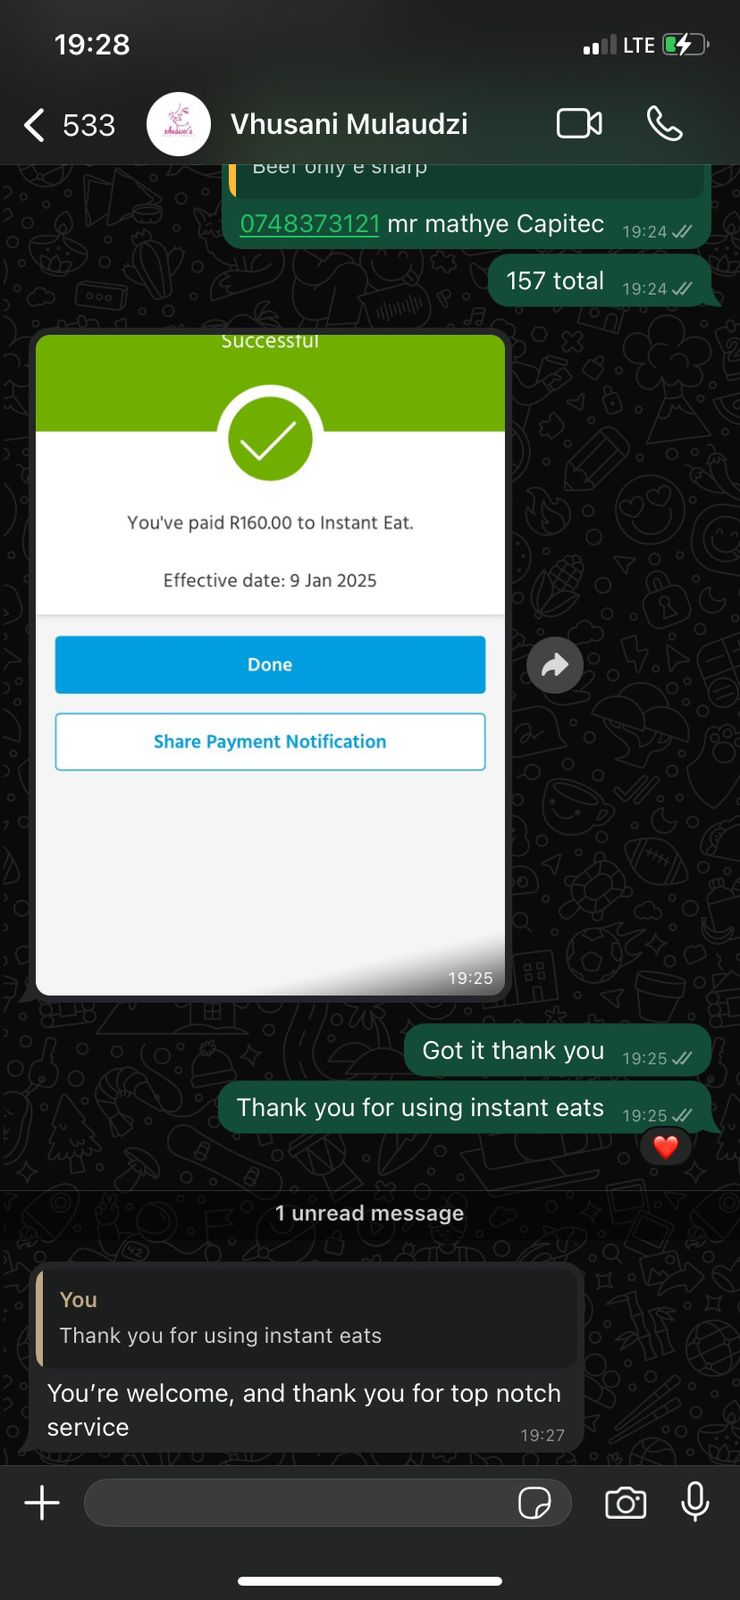 19:28
LTE
533
Vhusani Mulaudzi
Beef only e sharp
0748373121 mr mathye Capitec 19:24
157 total 19:24
Successful
You've paid R160.00 to Instant Eat.
Effective date: 9 Jan 2025
Done
Share Payment Notification
19:25
Got it thank you 19:25
Thank you for using instant eats 19:25
1 unread message
You
Thank you for using instant eats
You're welcome, and thank you for top notch
service
19:27